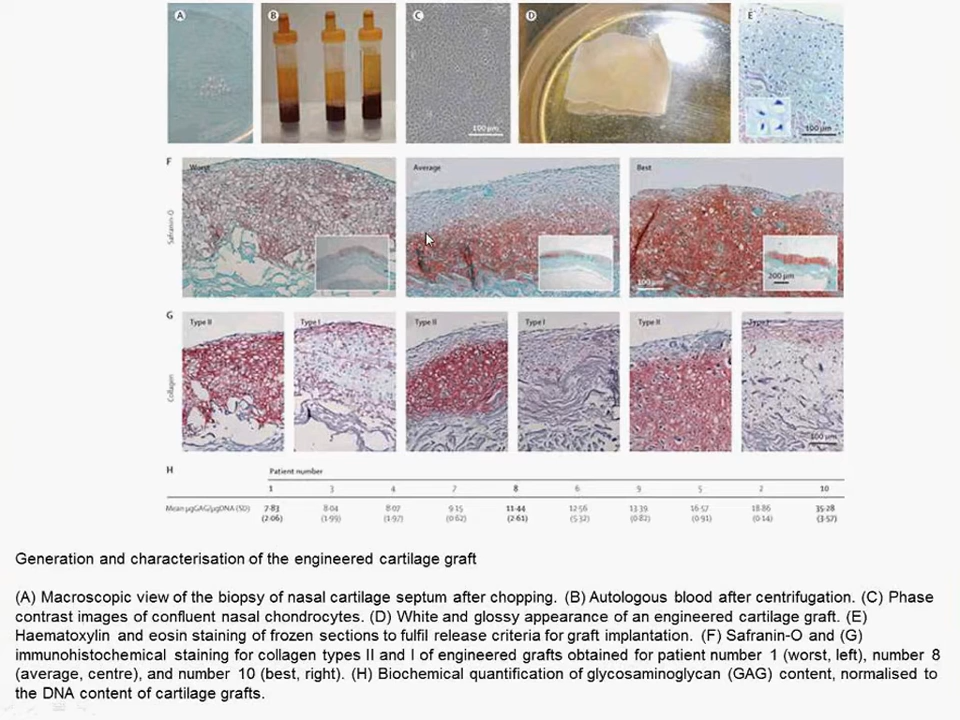 A
B
C
D
E
100 µm
100 µm
F
Worst
Average
Best
Safranin-O
100 µm
200 µm
G
Type II
Type I
Type II
Type I
Type II
Type I
Collagen
100 µm
H
Patient number
1 3 4 7 8 6 9 5 2 10
Mean µgGAG/µgDNA (SD) 7·83 8·04 8·07 9·15 11·44 12·56 13·39 16·57 18·86 35·28
(2·06) (1·99) (1·97) (0·62) (2·61) (5·32) (0·82) (0·91) (0·14) (3·57)
Generation and characterisation of the engineered cartilage graft
(A) Macroscopic view of the biopsy of nasal cartilage septum after chopping. (B) Autologous blood after centrifugation. (C) Phase
contrast images of confluent nasal chondrocytes. (D) White and glossy appearance of an engineered cartilage graft. (E)
Haematoxylin and eosin staining of frozen sections to fulfil release criteria for graft implantation. (F) Safranin-O and (G)
immunohistochemical staining for collagen types II and I of engineered grafts obtained for patient number 1 (worst, left), number 8
(average, centre), and number 10 (best, right). (H) Biochemical quantification of glycosaminoglycan (GAG) content, normalised to
the DNA content of cartilage grafts.